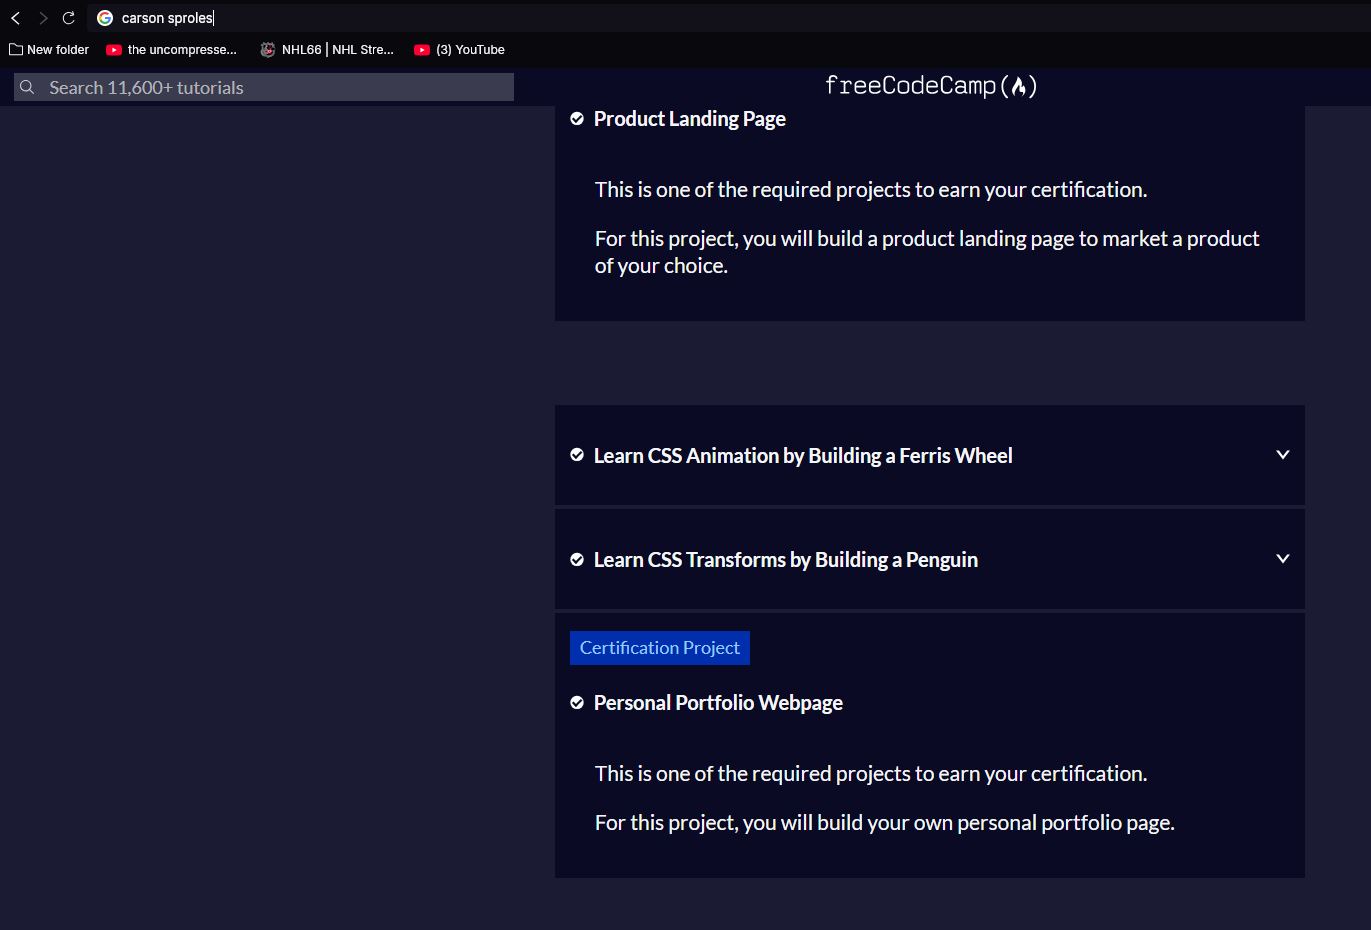 carson sproles
New folder
the uncompresse...
NHL66 | NHL Stre...
(3) YouTube
Search 11,600+ tutorials
freeCodeCamp
Product Landing Page
This is one of the required projects to earn your certification.
For this project, you will build a product landing page to market a product
of your choice.
Learn CSS Animation by Building a Ferris Wheel
Learn CSS Transforms by Building a Penguin
Certification Project
Personal Portfolio Webpage
This is one of the required projects to earn your certification.
For this project, you will build your own personal portfolio page.